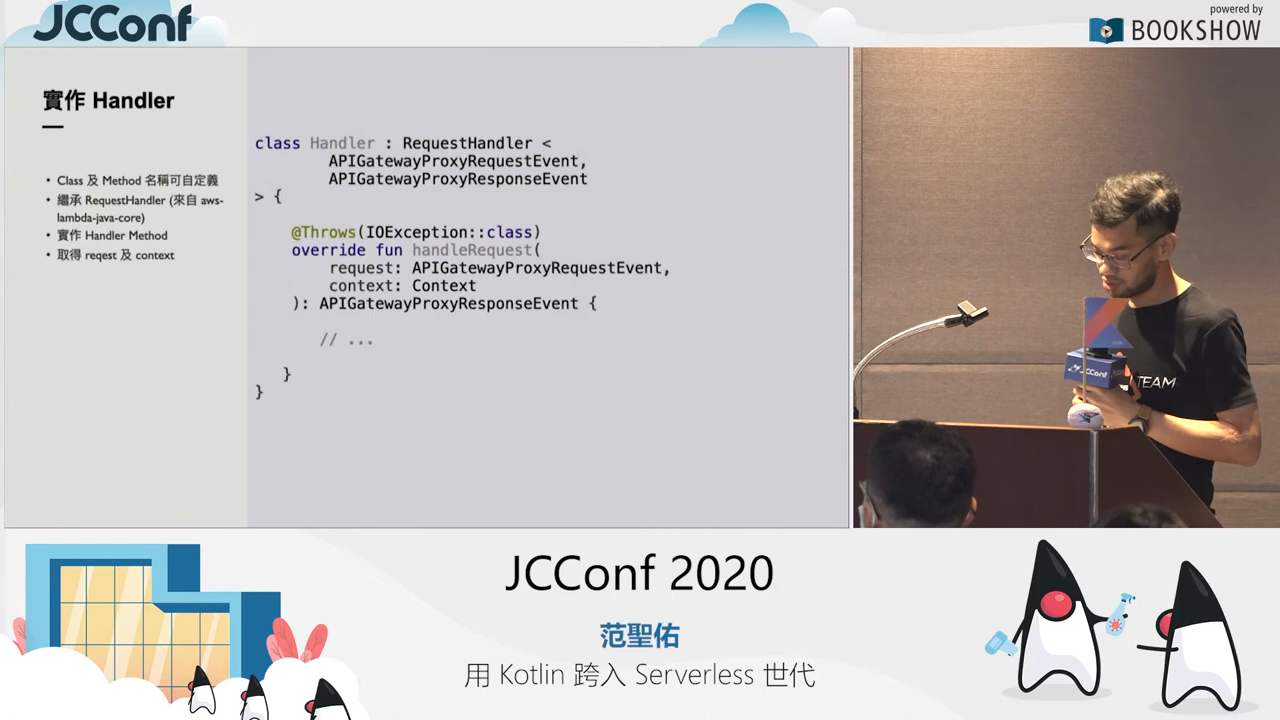 JCConf
powered by
BOOKSHOW
實作 Handler
• Class 及 Method 名稱可自定義
• 繼承 RequestHandler (來自 aws-
lambda-java-core)
• 實作 Handler Method
• 取得 reqest 及 context
class Handler : RequestHandler <
APIGatewayProxyRequestEvent,
APIGatewayProxyResponseEvent
> {
@Throws(IOException::class)
override fun handleRequest(
request: APIGatewayProxyRequestEvent,
context: Context
): APIGatewayProxyResponseEvent {
// ...
}
}
JCConf
TEAM
JCConf 2020
范聖佑
用 Kotlin 跨入 Serverless 世代